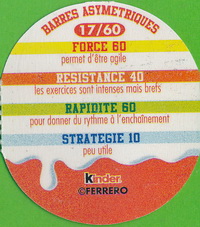 BARRES ASYMETRIQUES
17/60
FORCE 60
permet d'être agile
RESISTANCE 40
les exercices sont intenses mais brefs
RAPIDITE 60
pour donner du rythme à l'enchaînement
STRATEGIE 10
peu utile
kinder
©FERRERO